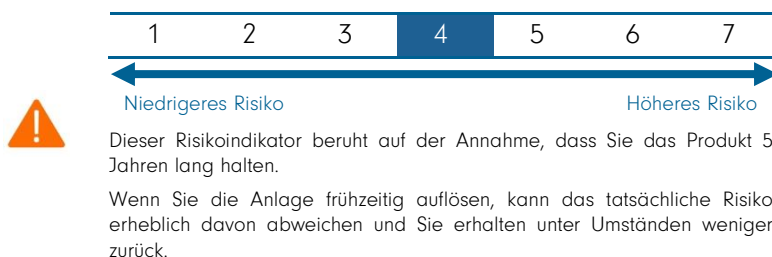 1 2 3 4 5 6 7
Niedrigeres Risiko Höheres Risiko
Dieser Risikoindikator beruht auf der Annahme, dass Sie das Produkt 5
Jahren lang halten.
Wenn Sie die Anlage frühzeitig auflösen, kann das tatsächliche Risiko
erheblich davon abweichen und Sie erhalten unter Umständen weniger
zurück.